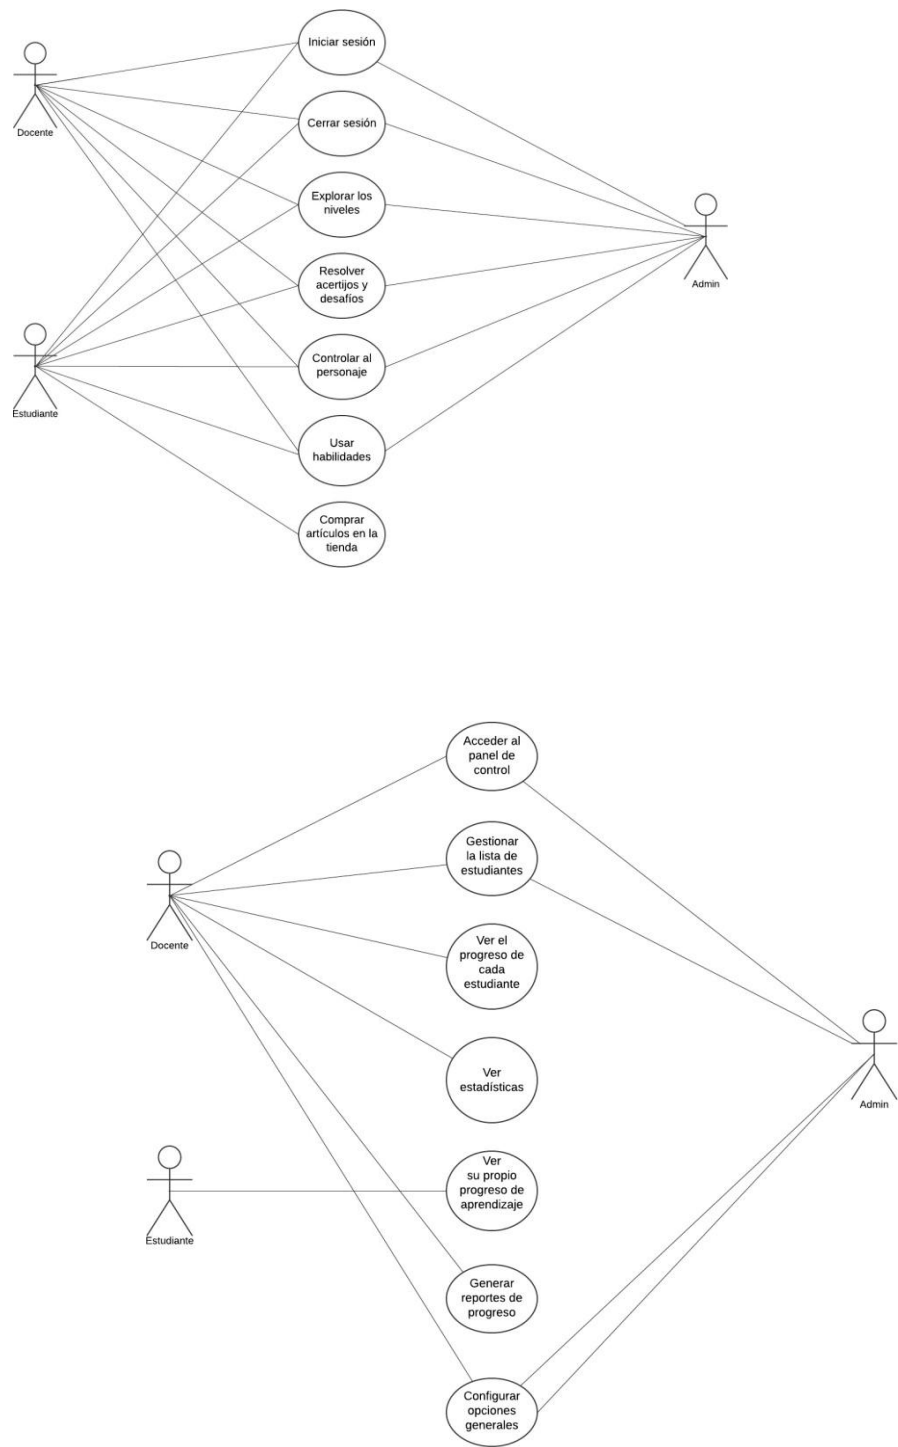 Iniciar sesión
Docente
Cerrar sesión
Explorar los
niveles
Admin
Resolver
acertijos y
desafíos
Estudiante
Controlar al
personaje
Usar
habilidades
Comprar
artículos en la
tienda
Acceder al
panel de
control
Gestionar
la lista de
estudiantes
Docente
Ver el
progreso de
cada
estudiante
Ver
estadísticas
Admin
Ver
su propio
progreso de
aprendizaje
Estudiante
Generar
reportes de
progreso
Configurar
opciones
generales